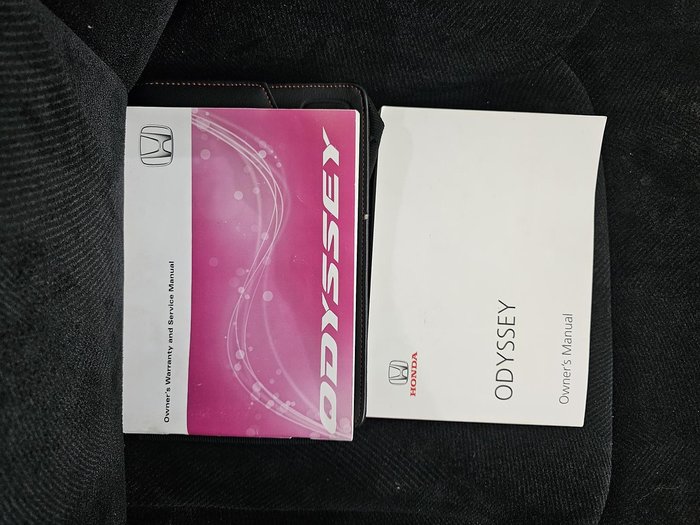 ODYSSEY
Owner's Warranty and Service Manual
HONDA
ODYSSEY
Owner's Manual